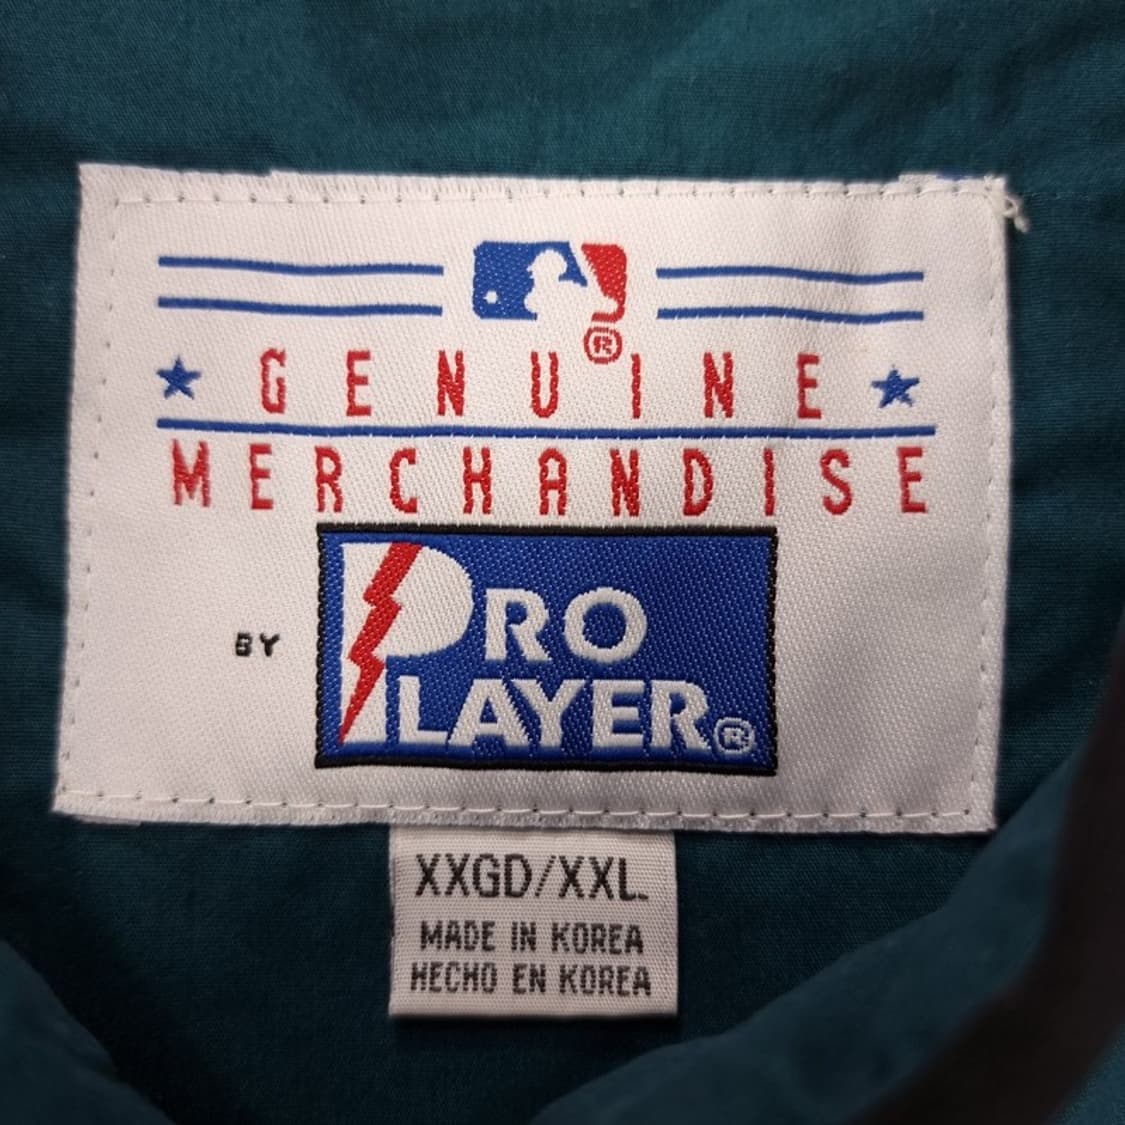 ®
GENUINE
MERCHANDISE
BY
PRO
PLAYER®
XXGD/XXL
MADE IN KOREA
HECHO EN KOREA